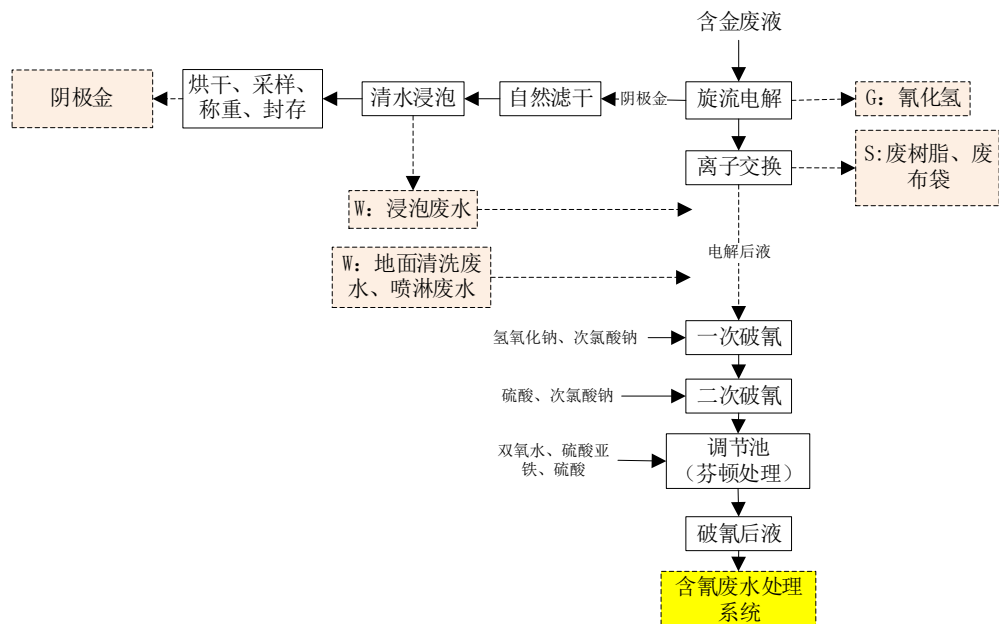 含金废液
阴极金
烘干、采样、
称重、封存
清水浸泡
自然滤干
阴极金
旋流电解
G：氰化氢
离子交换
S:废树脂、废
布袋
W：浸泡废水
W：地面清洗废
水、喷淋废水
电解后液
氢氧化钠、次氯酸钠
一次破氰
硫酸、次氯酸钠
二次破氰
双氧水、硫酸亚
铁、硫酸
调节池
（芬顿处理）
破氰后液
含氰废水处理
系统